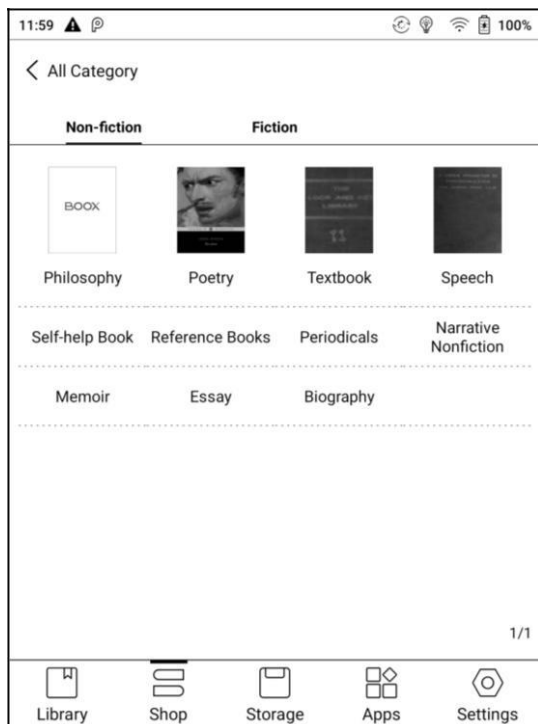 11:59 100%
All Category
Non-fiction Fiction
BOOX
Philosophy Poetry Textbook Speech
Self-help Book Reference Books Periodicals Narrative Nonfiction
Memoir Essay Biography
1/1
Library Shop Storage Apps Settings